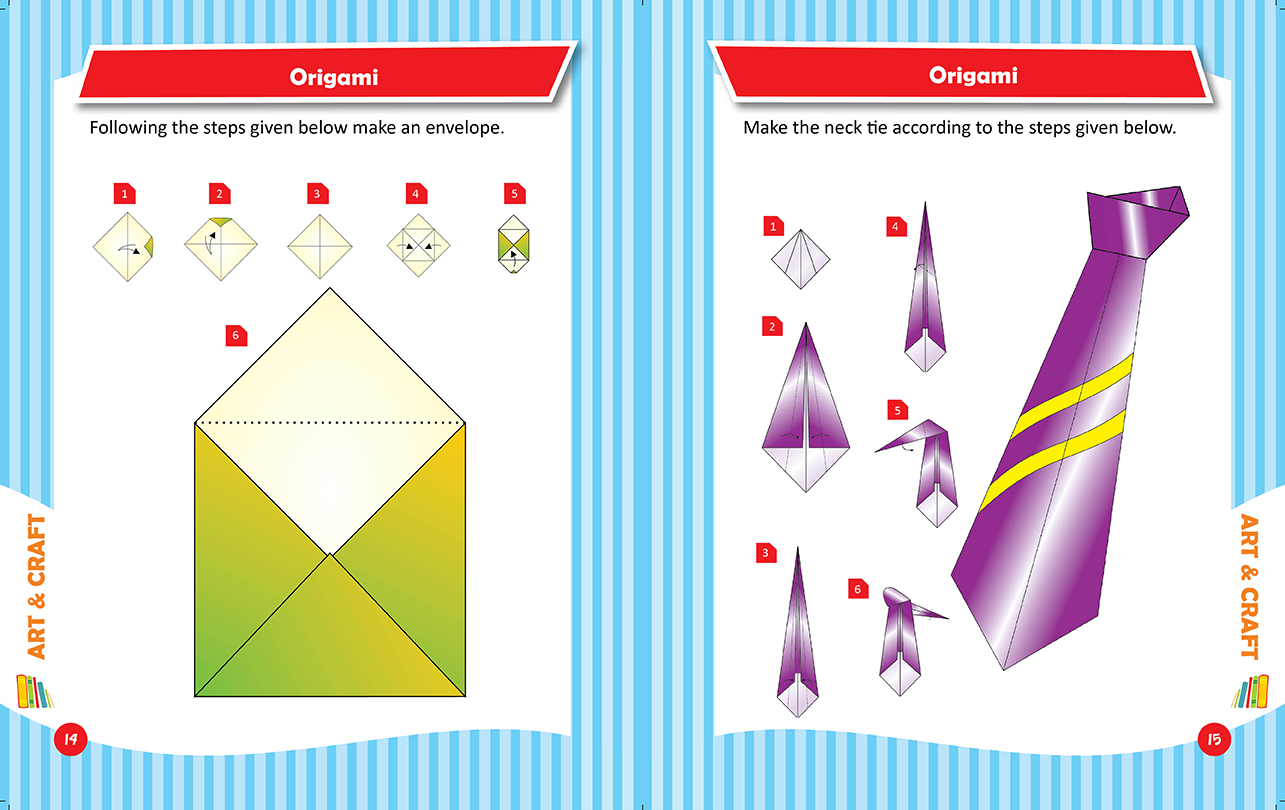 Origami
Following the steps given below make an envelope.
1
2
3
4
5
6
ART & CRAFT
14
Origami
Make the neck tie according to the steps given below.
1
4
2
5
3
6
ART & CRAFT
15